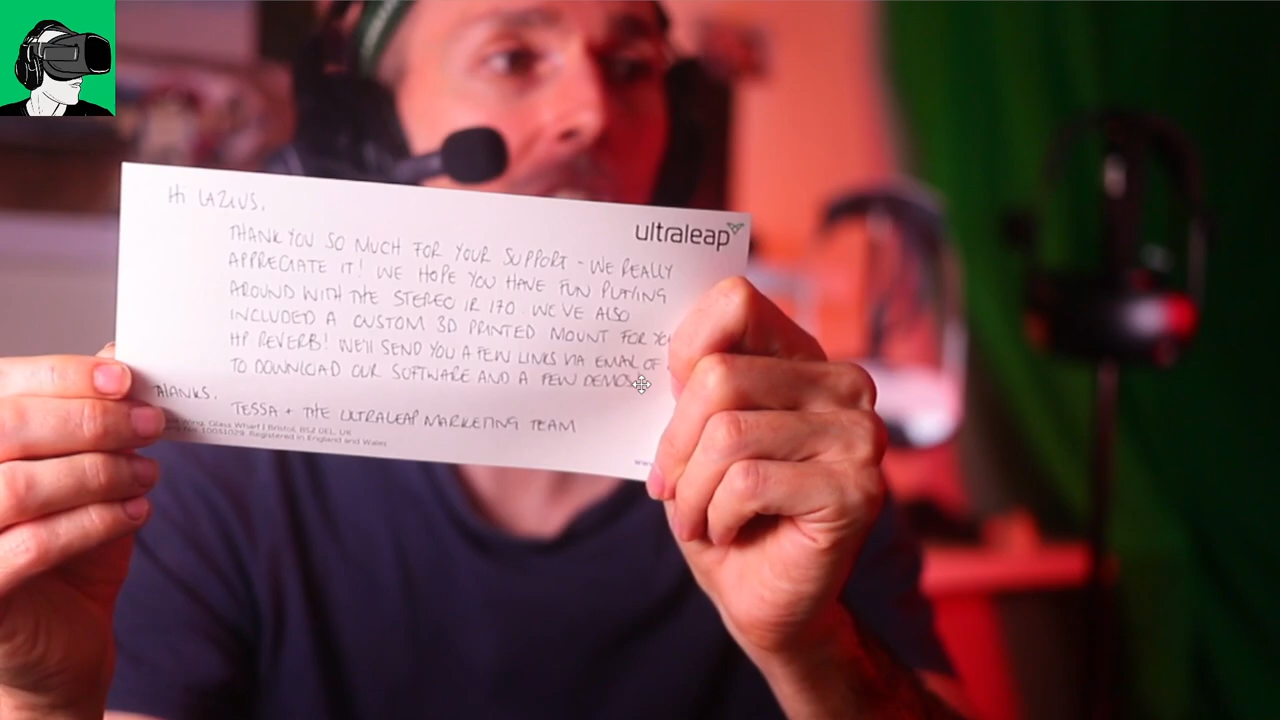 Hi LAZIUS,
ultraleap
THANK YOU SO MUCH FOR YOUR SUPPORT - WE REALLY
APPRECIATE IT! WE HOPE YOU HAVE FUN PLAYING
AROUND WITH THE STEREO IR 170. WE'VE ALSO
INCLUDED A CUSTOM 3D PRINTED MOUNT FOR
HP REVERB! WE'LL SEND YOU A FEW LINKS VIA EMAIL OF
TO DOWNLOAD OUR SOFTWARE AND A FEW DEMOS
THANKS,
TESSA + THE ULTRALEAP MARKETING TEAM
Wing, Glass Wharf | Bristol, BS2 0EL, UK
Registered in England and Wales